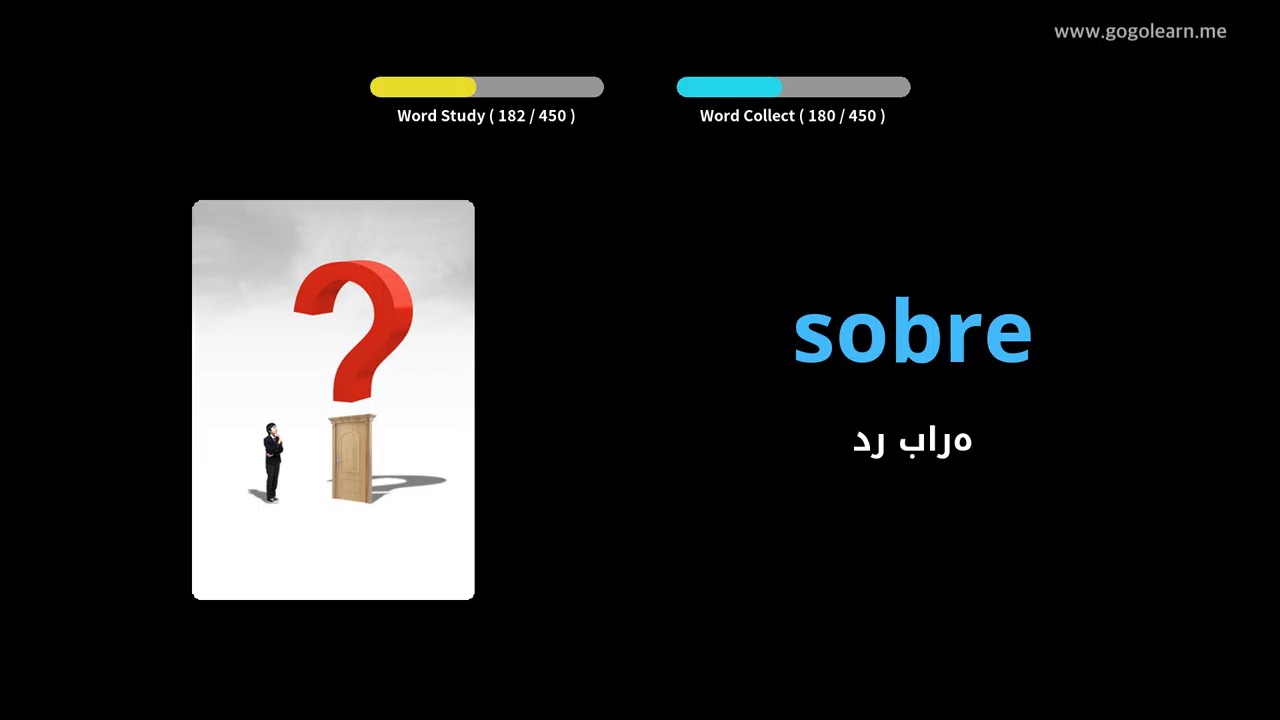 www.gogolearn.me
Word Study ( 182 / 450 )
Word Collect ( 180 / 450 )
sobre
در باره